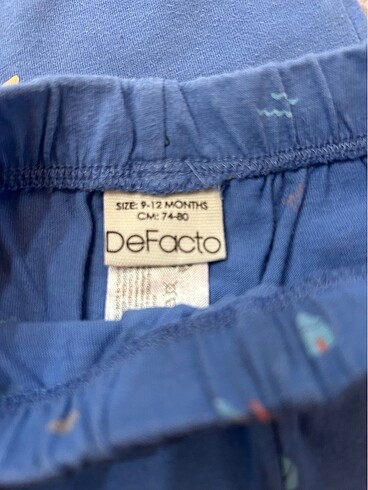 SIZE: 9-12 MONTHS
CM: 74-80
DeFacto